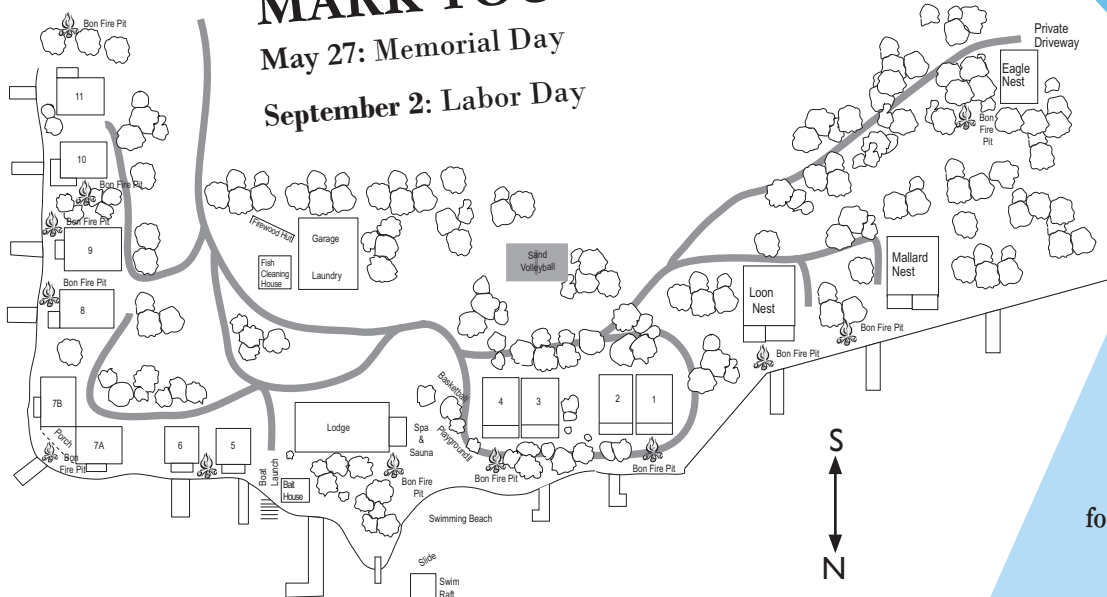 MARK YOU
May 27: Memorial Day
September 2: Labor Day
Bon Fire Pit
11
10
Bon Fire Pit
Bon Fire Pit
9
Bon Fire Pit
8
7B
Porch
7A
Bon
Fire Pit
6
5
Firewood Hut
Fish
Cleaning
House
Garage
Laundry
Sand
Volleyball
Lodge
Spa
&
Sauna
Basketball
Playground
Boat
Launch
Bait
House
Bon Fire
Pit
4
3
2
1
Bon Fire Pit
Bon Fire Pit
Swimming Beach
Slide
Swim
Raft
Loon
Nest
Bon Fire Pit
Mallard
Nest
Bon Fire Pit
Private
Driveway
Eagle
Nest
Bon
Fire
Pit
S
N
fo